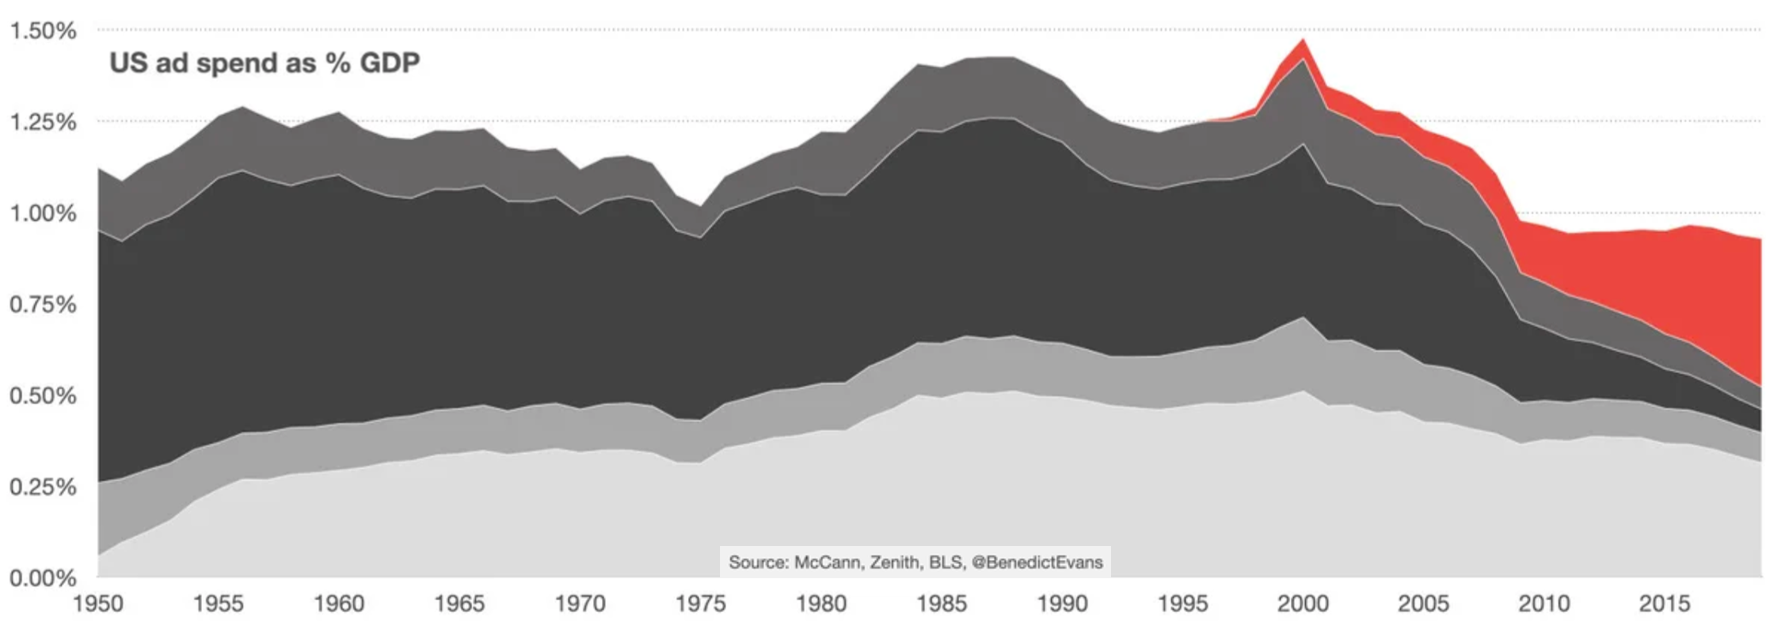 1.50%
US ad spend as % GDP
1.25%
1.00%
0.75%
0.50%
0.25%
Source: McCann, Zenith, BLS, @BenedictEvans
0.00%
1950 1955 1960 1965 1970 1975 1980 1985 1990 1995 2000 2005 2010 2015